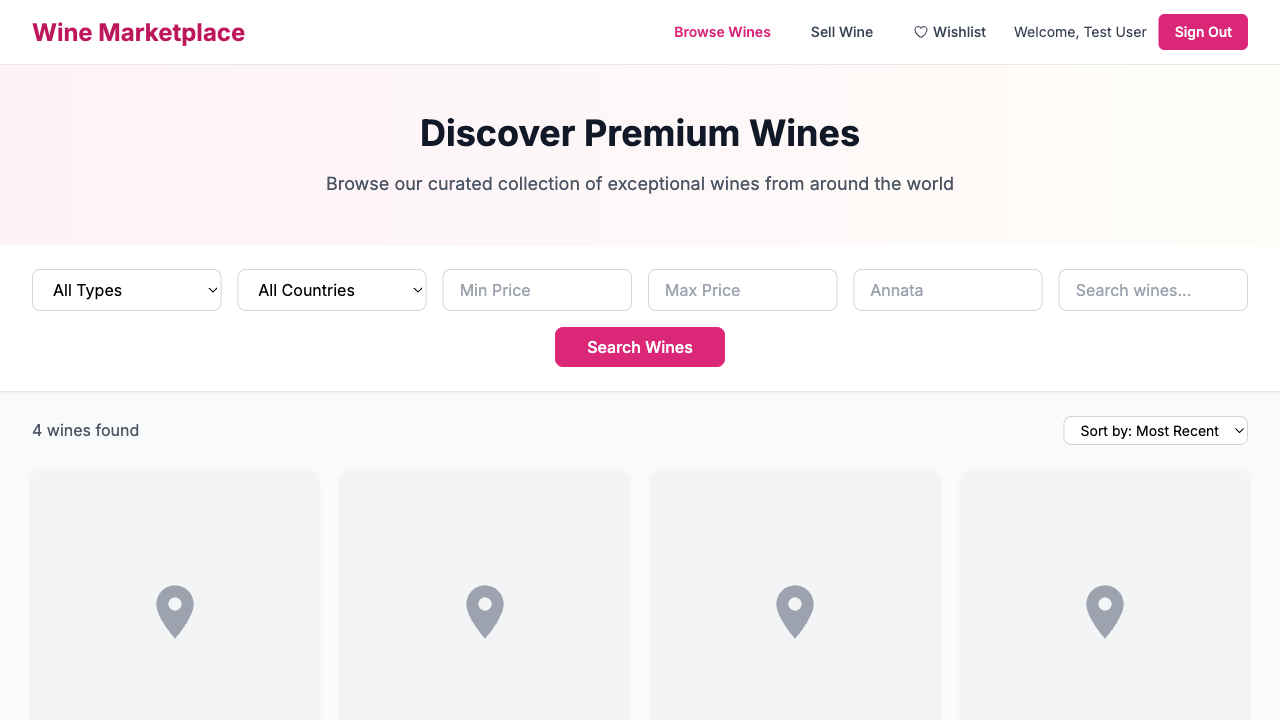 Wine Marketplace
Browse Wines
Sell Wine
Wishlist
Welcome, Test User
Sign Out
Discover Premium Wines
Browse our curated collection of exceptional wines from around the world
All Types
All Countries
Min Price
Max Price
Annata
Search wines...
Search Wines
4 wines found
Sort by: Most Recent